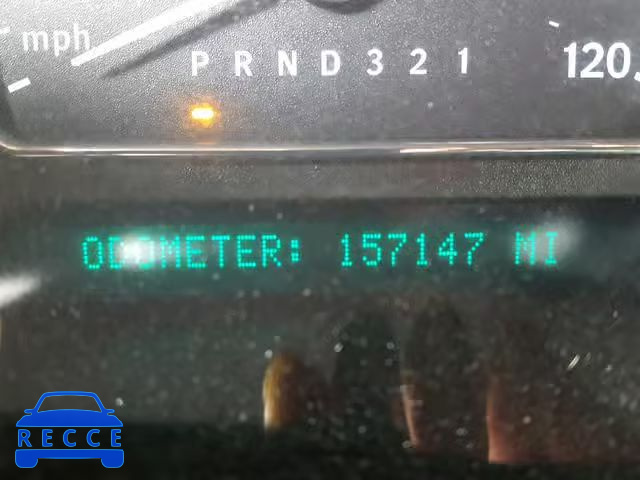 mph
P R N D 3 2 1
120
ODOMETER: 157147 MI
RECCE